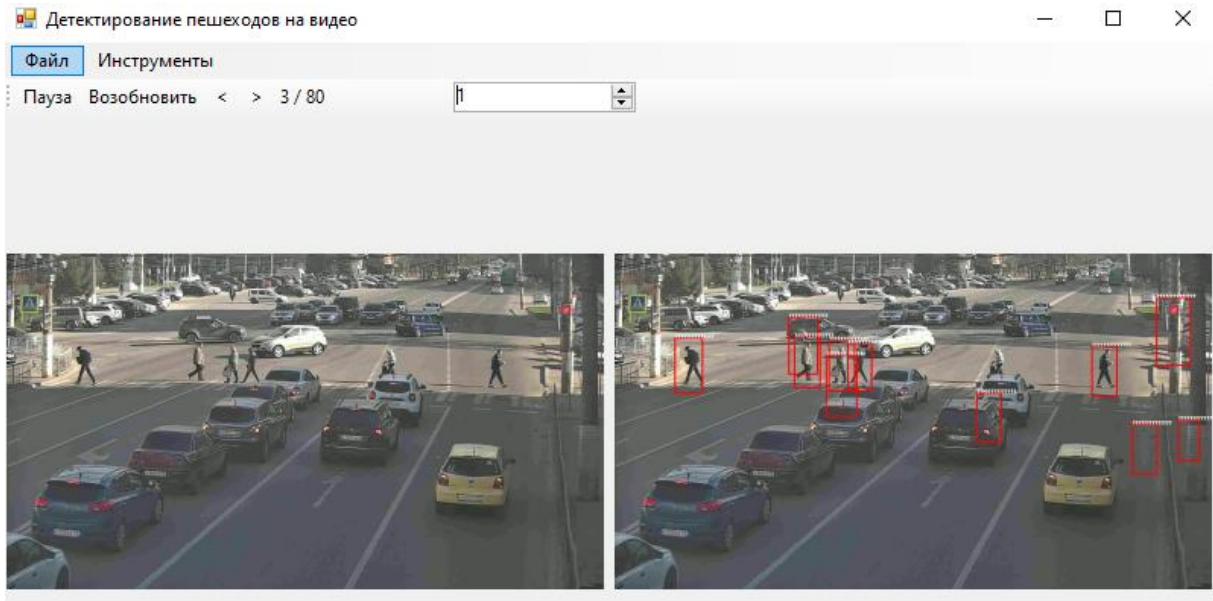 Детектирование пешеходов на видео
Файл Инструменты
Пауза Возобновить < > 3 / 80 1